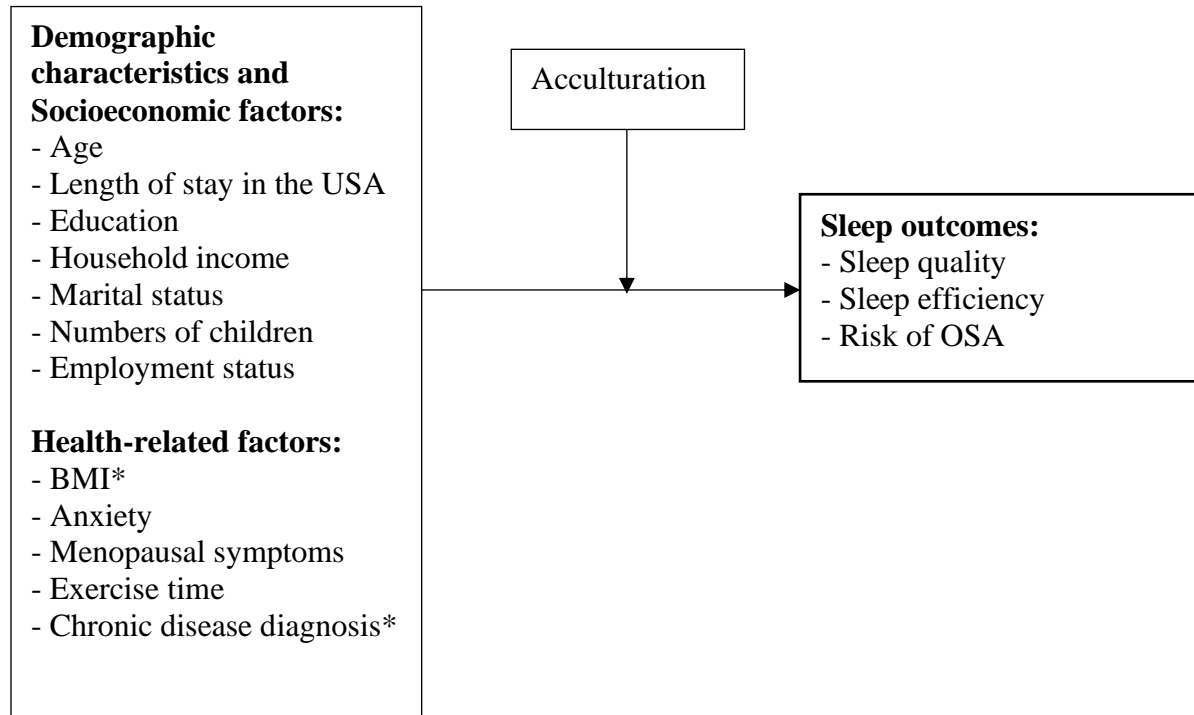 Demographic
characteristics and
Socioeconomic factors:
- Age
- Length of stay in the USA
- Education
- Household income
- Marital status
- Numbers of children
- Employment status
Health-related factors:
- BMI*
- Anxiety
- Menopausal symptoms
- Exercise time
- Chronic disease diagnosis*
Acculturation
Sleep outcomes:
- Sleep quality
- Sleep efficiency
- Risk of OSA